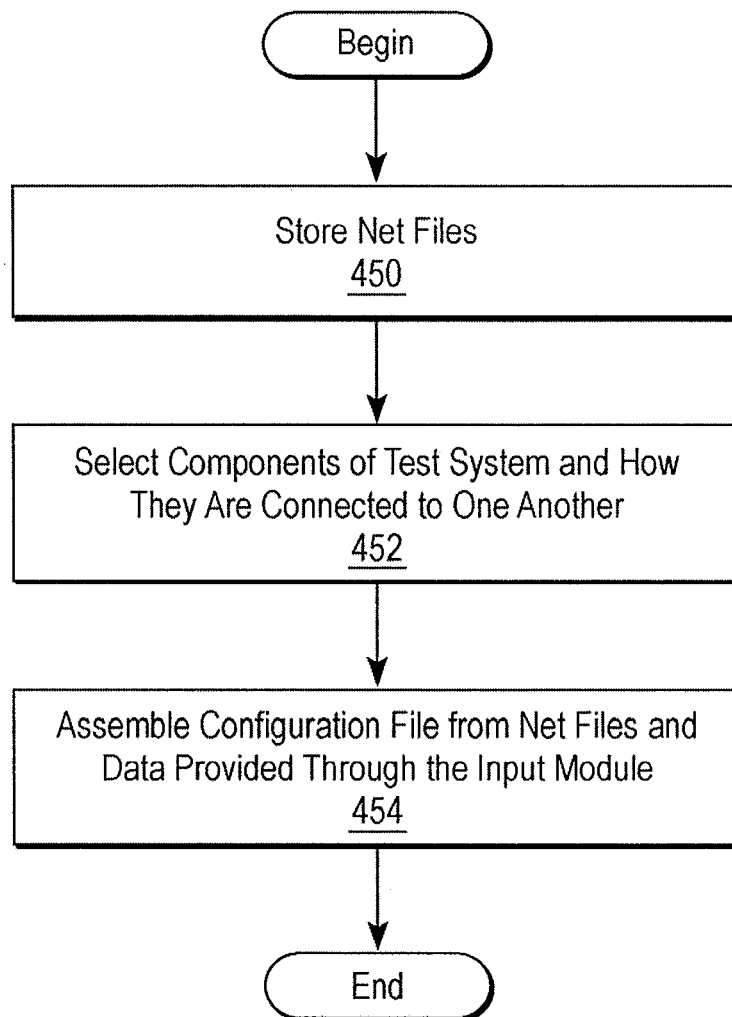 Begin
Store Net Files
450
Select Components of Test System and How
They Are Connected to One Another
452
Assemble Configuration File from Net Files and
Data Provided Through the Input Module
454
End